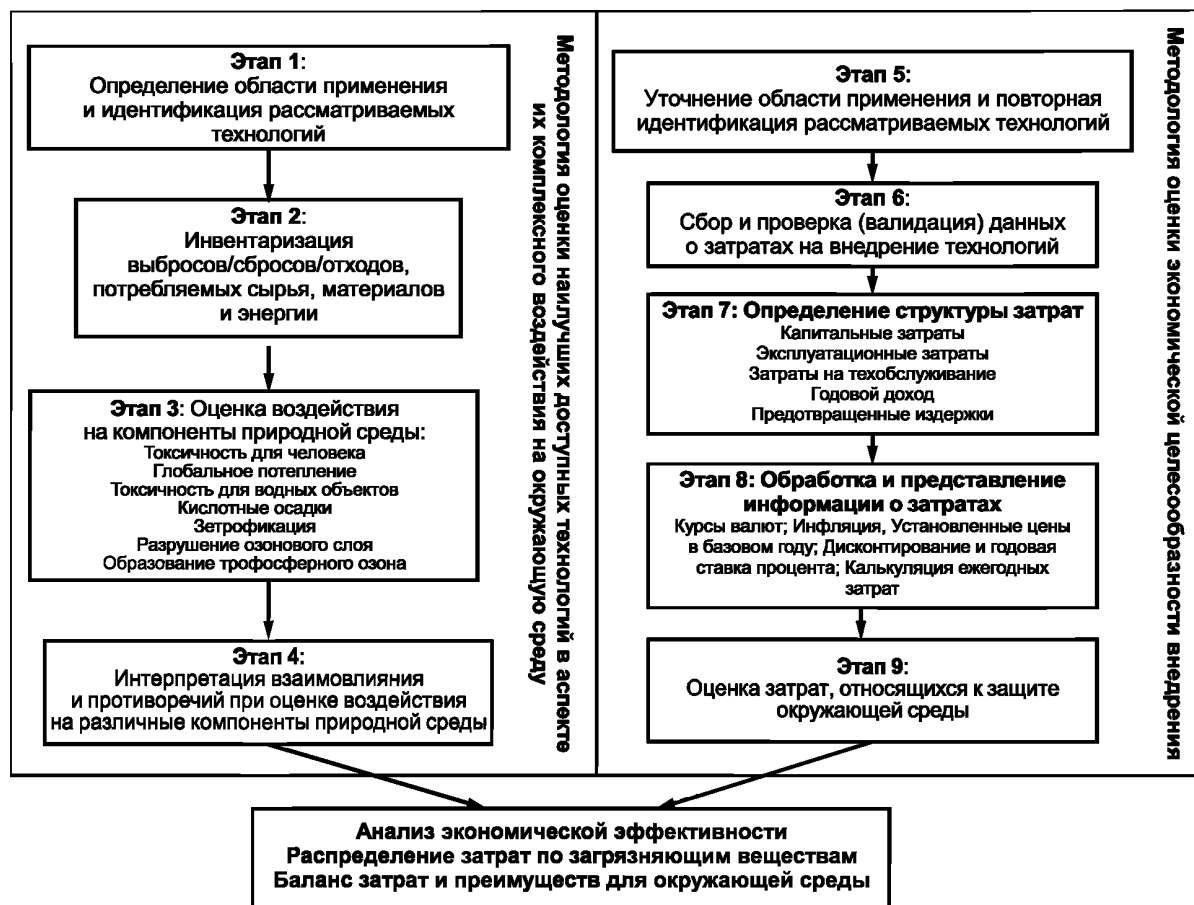 Этап 1:
Определение области применения
и идентификация рассматриваемых
технологий
Этап 2:
Инвентаризация
выбросов/сбросов/отходов,
потребляемых сырья, материалов
и энергии
Этап 3: Оценка воздействия
на компоненты природной среды:
Токсичность для человека
Глобальное потепление
Токсичность для водных объектов
Кислотные осадки
Зетрофикация
Разрушение озонового слоя
Образование трофосферного озона
Этап 4:
Интерпретация взаимовлияния
и противоречий при оценке воздействия
на различные компоненты природной среды
Методология оценки наилучших доступных технологий в аспекте
их комплексного воздействия на окружающую среду
Этап 5:
Уточнение области применения и повторная
идентификация рассматриваемых технологий
Этап 6:
Сбор и проверка (валидация) данных
о затратах на внедрение технологий
Этап 7: Определение структуры затрат
Капитальные затраты
Эксплуатационные затраты
Затраты на техобслуживание
Годовой доход
Предотвращенные издержки
Этап 8: Обработка и представление
информации о затратах
Курсы валют; Инфляция, Установленные цены
в базовом году; Дисконтирование и годовая
ставка процента; Калькуляция ежегодных
затрат
Этап 9:
Оценка затрат, относящихся к защите
окружающей среды
Методология оценки экономической целесообразности внедрения
Анализ экономической эффективности
Распределение затрат по загрязняющим веществам
Баланс затрат и преимуществ для окружающей среды